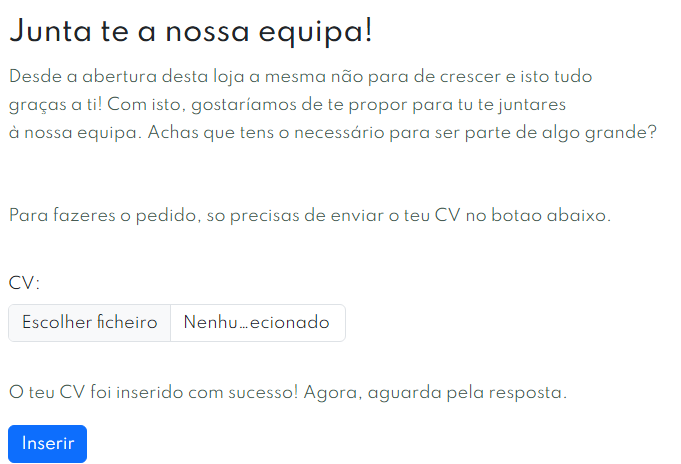 Junta te a nossa equipa!
Desde a abertura desta loja a mesma não para de crescer e isto tudo
graças a ti! Com isto, gostaríamos de te propor para tu te juntares
à nossa equipa. Achas que tens o necessário para ser parte de algo grande?
Para fazeres o pedido, so precisas de enviar o teu CV no botao abaixo.
CV:
Escolher ficheiro Nenhu...ecionado
O teu CV foi inserido com sucesso! Agora, aguarda pela resposta.
Inserir